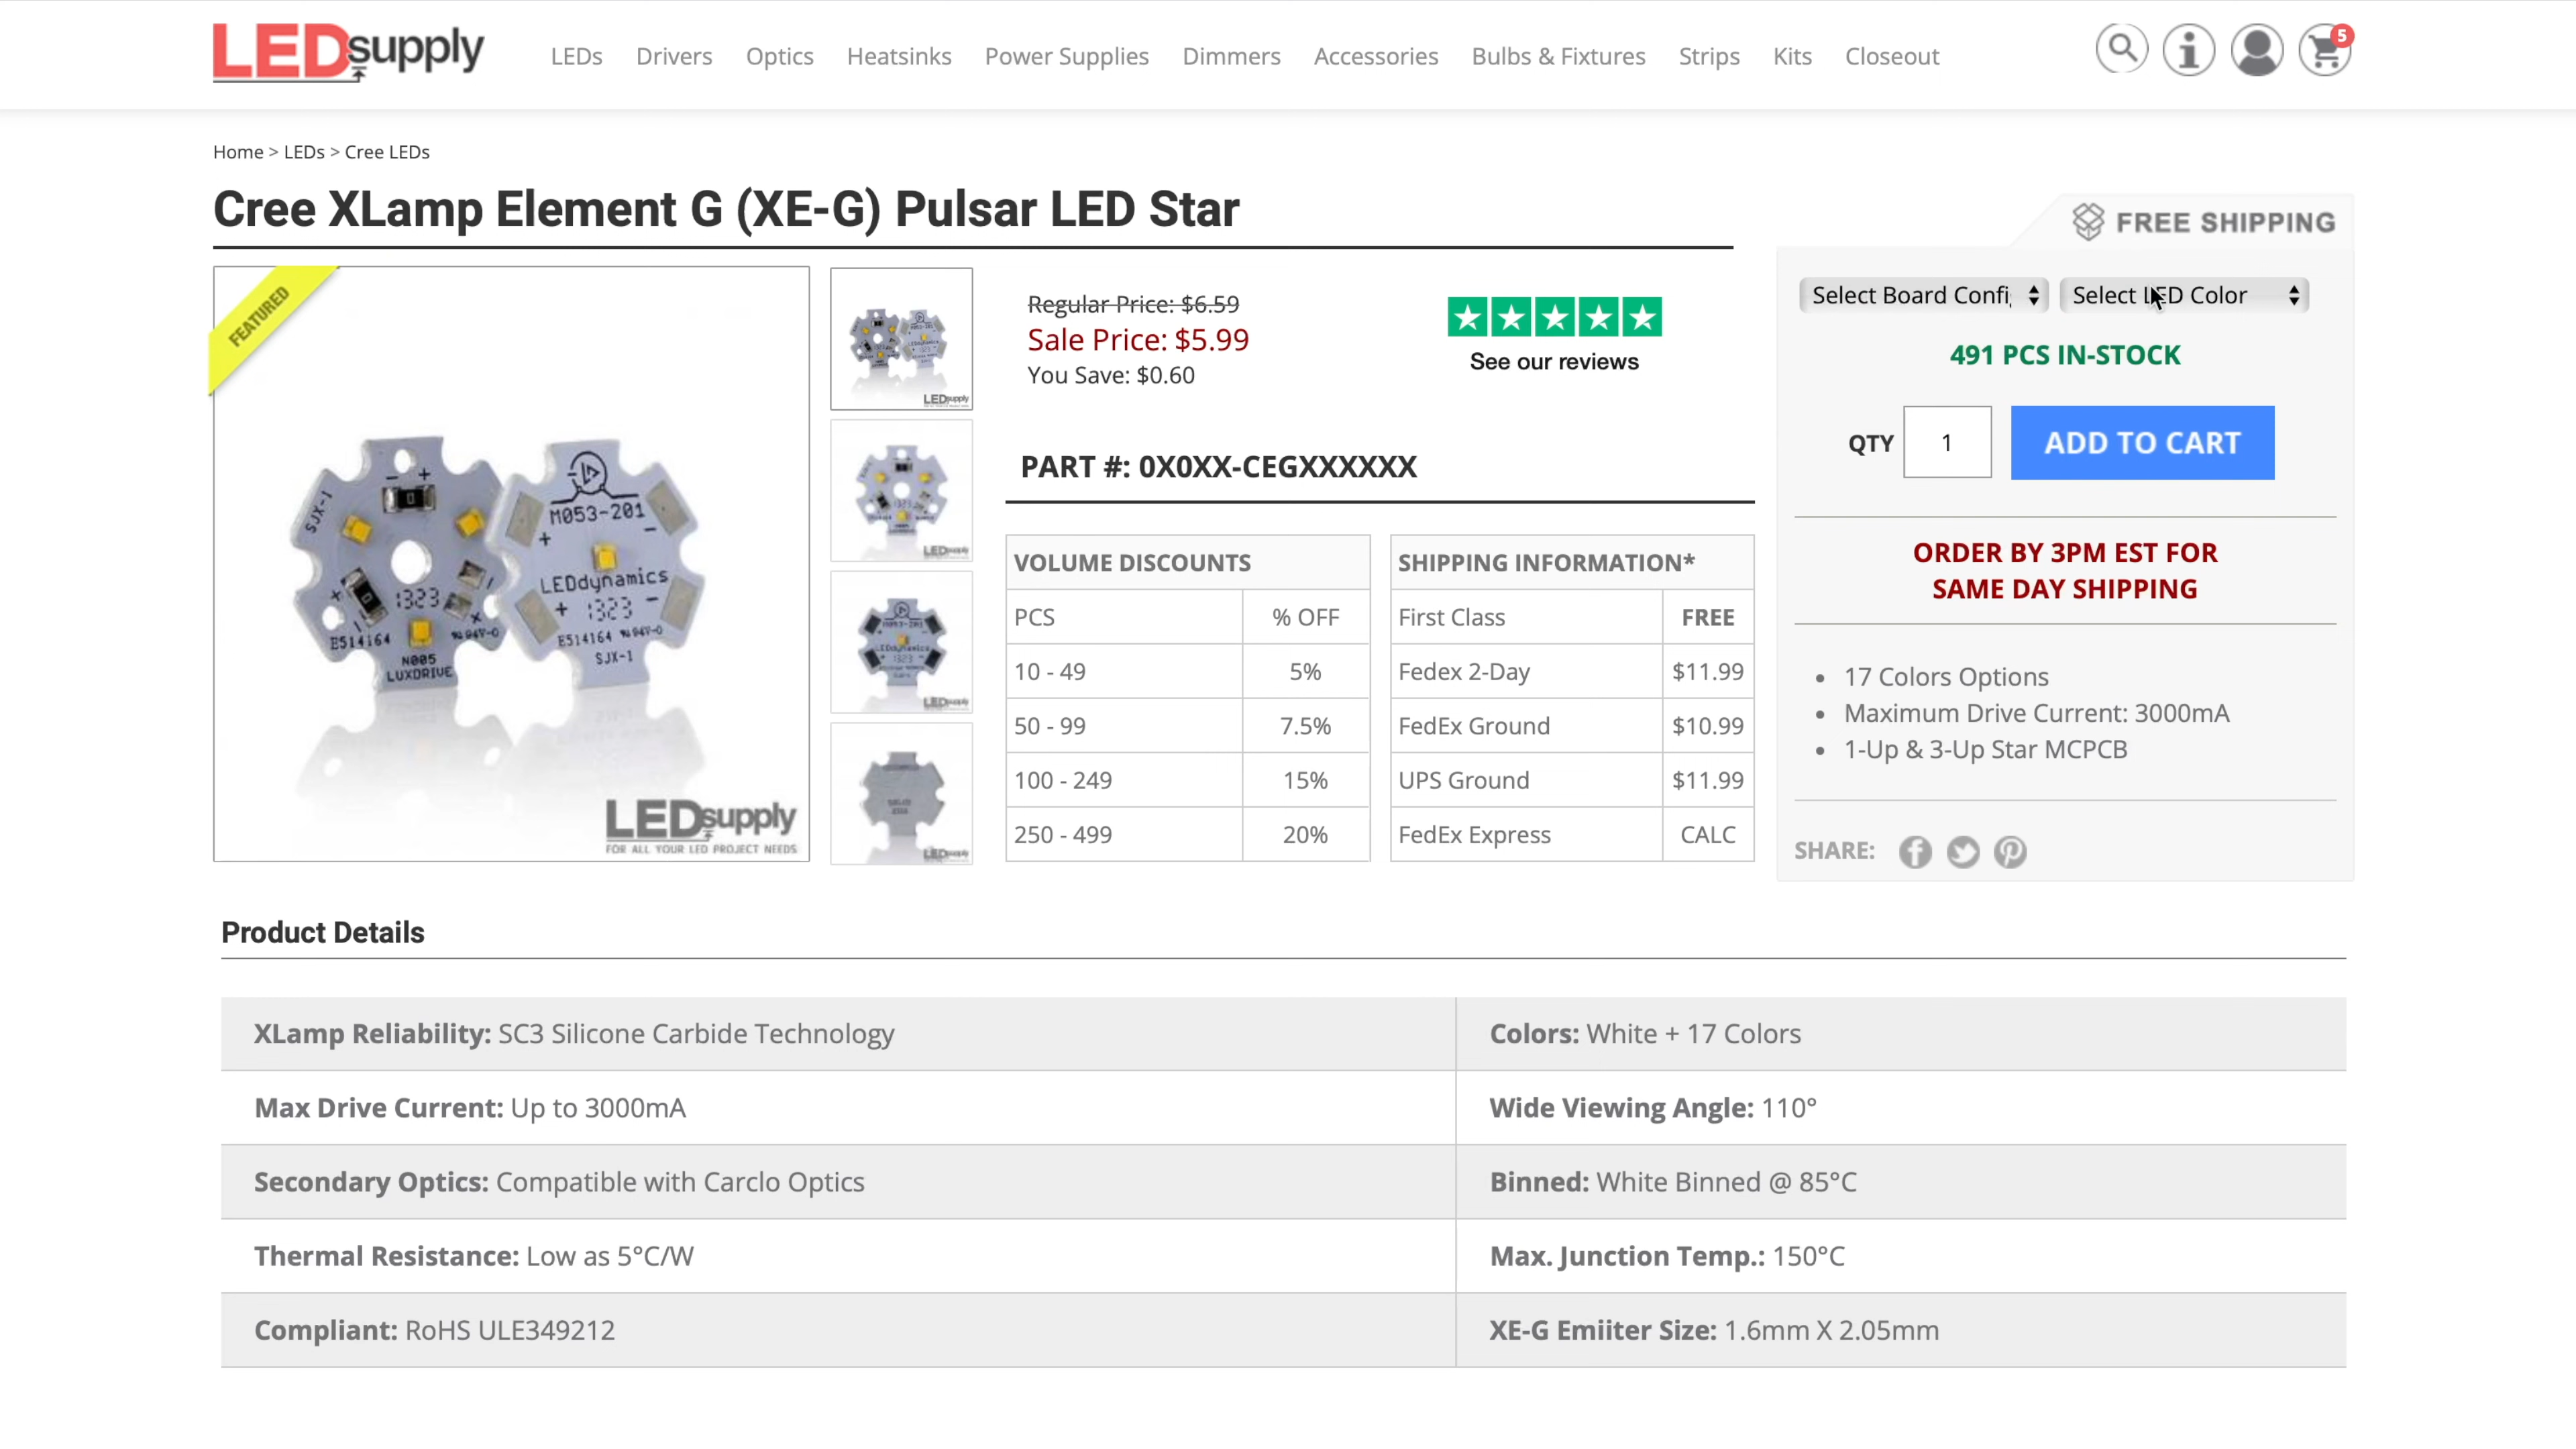 LEDsupply
LEDs Drivers Optics Heatsinks Power Supplies Dimmers Accessories Bulbs & Fixtures Strips Kits Closeout
5
Home > LEDs > Cree LEDs
Cree XLamp Element G (XE-G) Pulsar LED Star
FREE SHIPPING
FEATURED
SJX-1
- +
0
1323
E514164
94V-0
N005
LUXDRIVE
M053-201
+ -
LEDdynamics
+ 1323 -
E514164 94V-0
SJX-1
LEDsupply
FOR ALL YOUR LED PROJECT NEEDS
LEDsupply
LEDsupply
LEDsupply
LEDsupply
Regular Price: $6.59
Sale Price: $5.99
You Save: $0.60
See our reviews
PART #: 0X0XX-CEGXXXXXX
VOLUME DISCOUNTS
PCS % OFF
10 - 49 5%
50 - 99 7.5%
100 - 249 15%
250 - 499 20%
SHIPPING INFORMATION*
First Class FREE
Fedex 2-Day $11.99
FedEx Ground $10.99
UPS Ground $11.99
FedEx Express CALC
Select Board Confi Select LED Color
491 PCS IN-STOCK
QTY 1 ADD TO CART
ORDER BY 3PM EST FOR
SAME DAY SHIPPING
• 17 Colors Options
• Maximum Drive Current: 3000mA
• 1-Up & 3-Up Star MCPCB
SHARE:
Product Details
XLamp Reliability: SC3 Silicone Carbide Technology
Colors: White + 17 Colors
Max Drive Current: Up to 3000mA
Wide Viewing Angle: 110°
Secondary Optics: Compatible with Carclo Optics
Binned: White Binned @ 85°C
Thermal Resistance: Low as 5°C/W
Max. Junction Temp.: 150°C
Compliant: RoHS ULE349212
XE-G Emiiter Size: 1.6mm X 2.05mm